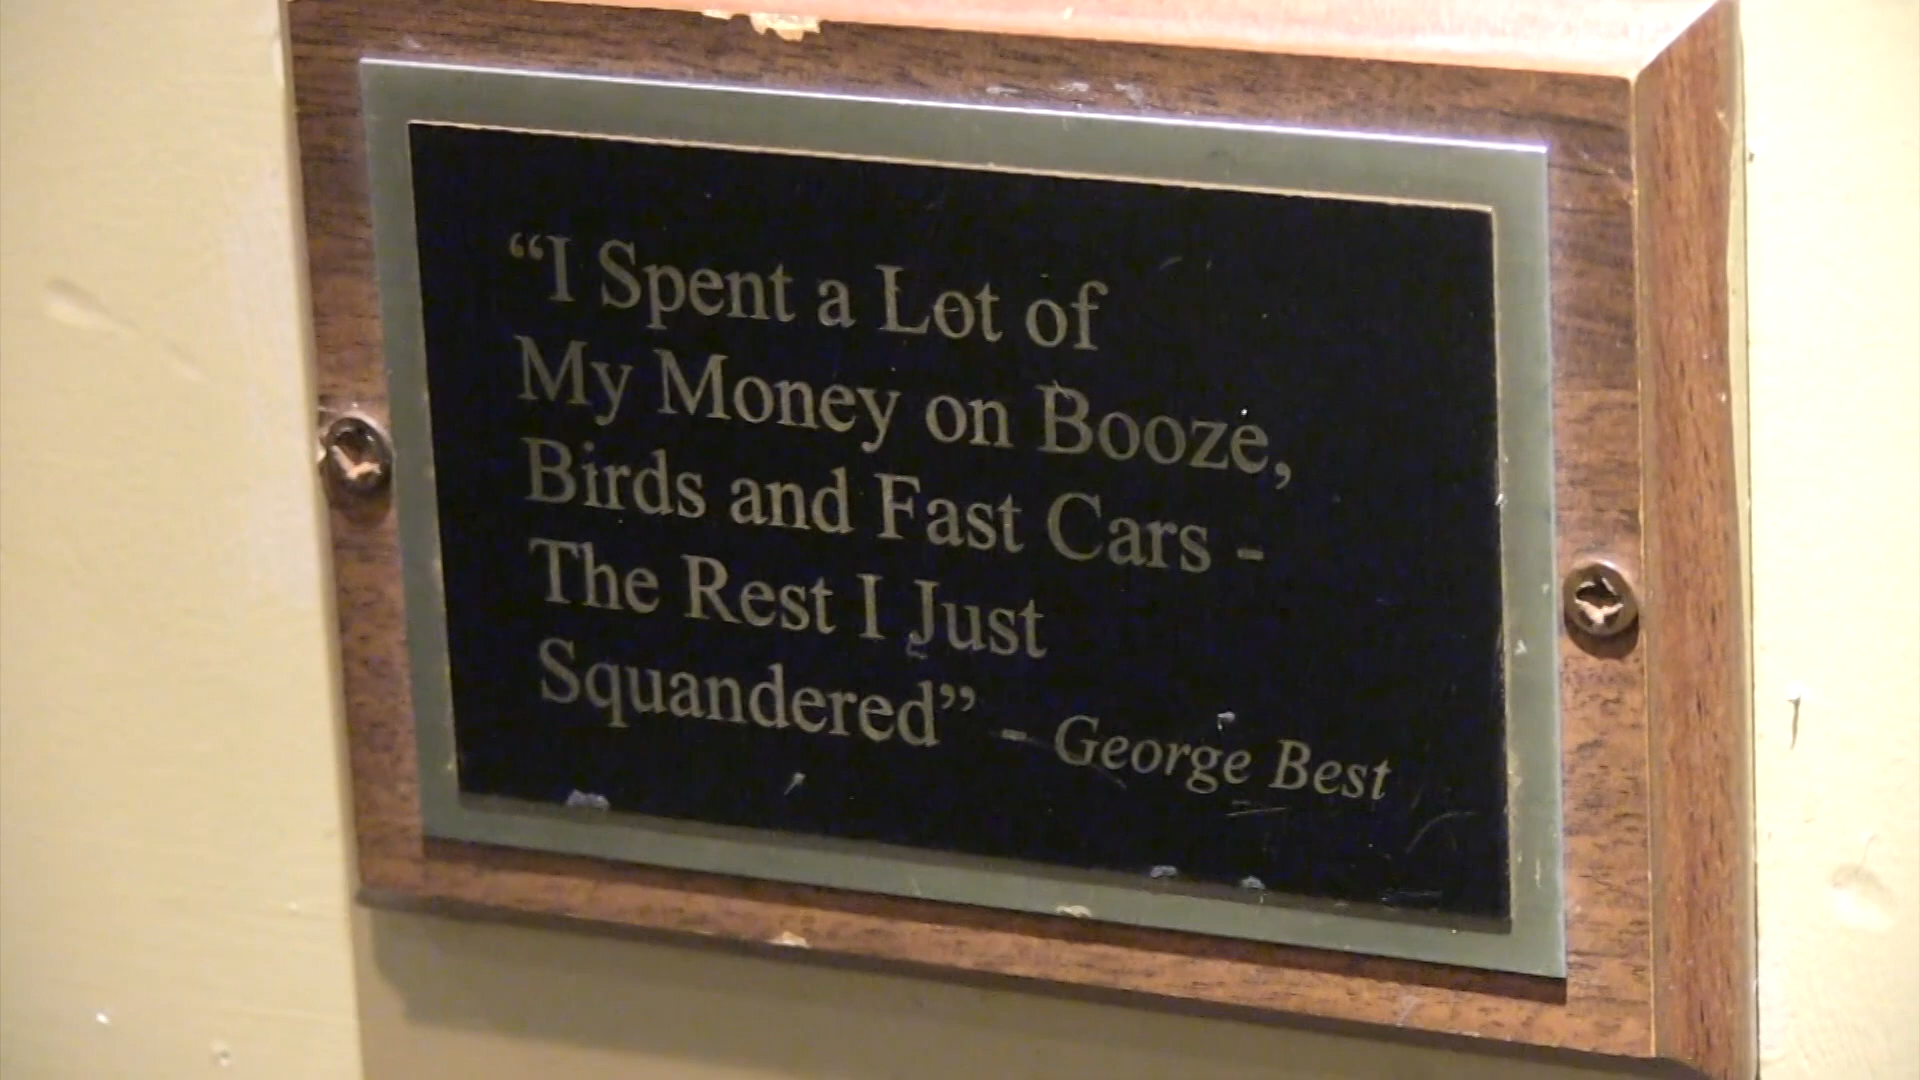 “I Spent a Lot of
My Money on Booze,
Birds and Fast Cars -
The Rest I Just
Squandered” - George Best